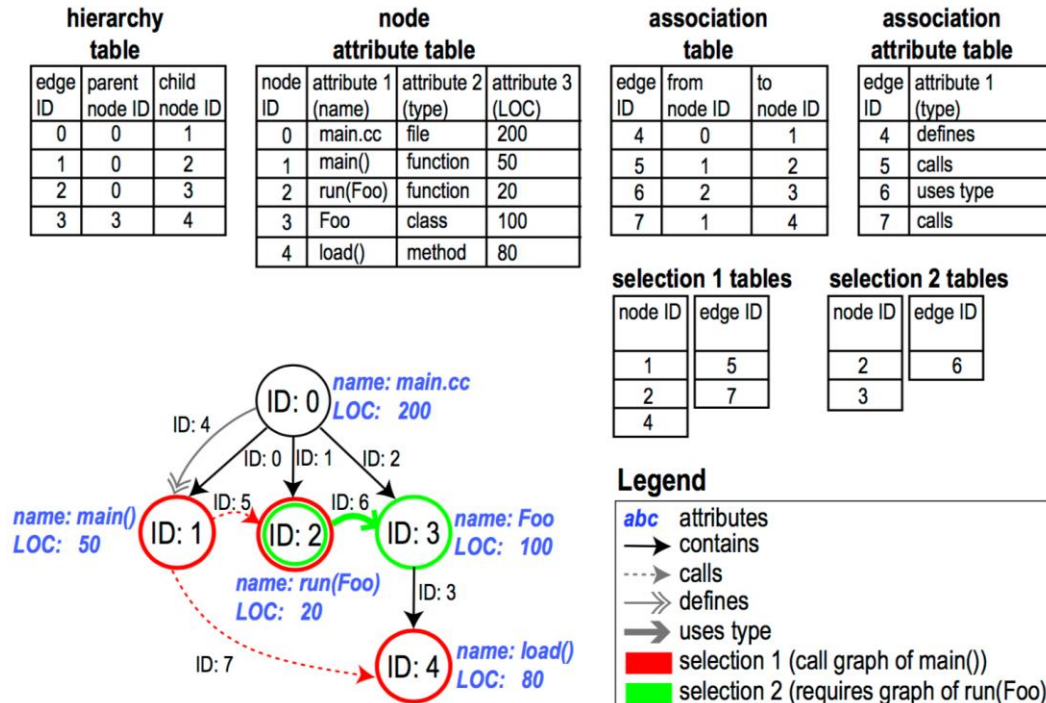 hierarchy
table
edge ID parent node ID child node ID
0 0 1
1 0 2
2 0 3
3 3 4
node
attribute table
node ID attribute 1 (name) attribute 2 (type) attribute 3 (LOC)
0 main.cc file 200
1 main() function 50
2 run(Foo) function 20
3 Foo class 100
4 load() method 80
association
table
edge ID from node ID to node ID
4 0 1
5 1 2
6 2 3
7 1 4
association
attribute table
edge ID attribute 1 (type)
4 defines
5 calls
6 uses type
7 calls
selection 1 tables
node ID edge ID
1 5
2 7
4
selection 2 tables
node ID edge ID
2 6
3
ID: 0
name: main.cc
LOC: 200
ID: 4
ID: 0
ID: 1
ID: 2
name: main()
LOC: 50
ID: 1
ID: 5
ID: 2
ID: 6
ID: 3
name: Foo
LOC: 100
name: run(Foo)
LOC: 20
ID: 3
ID: 7
ID: 4
name: load()
LOC: 80
Legend
abc attributes
contains
calls
defines
uses type
selection 1 (call graph of main())
selection 2 (requires graph of run(Foo)